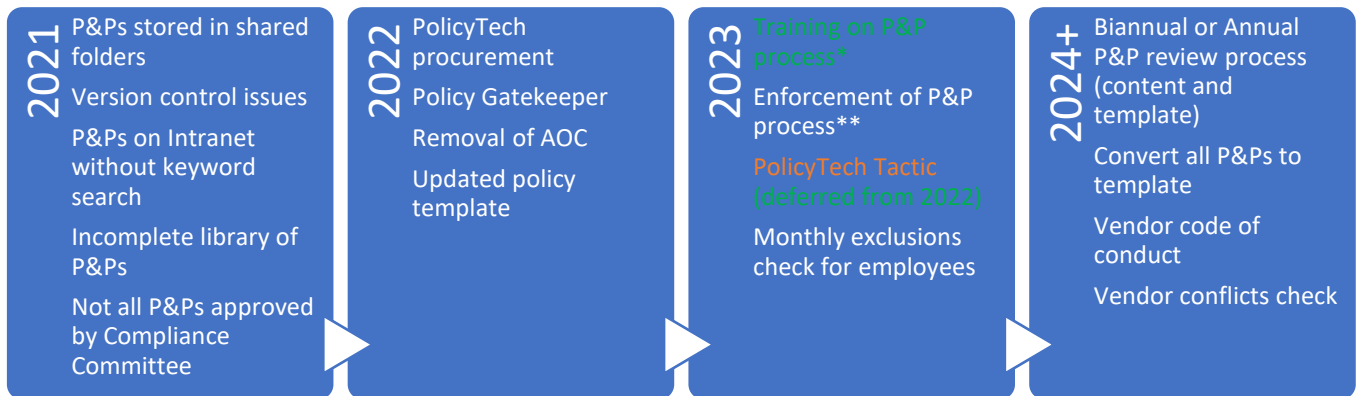 2021
P&Ps stored in shared
folders
Version control issues
P&Ps on Intranet
without keyword
search
Incomplete library of
P&Ps
Not all P&Ps approved
by Compliance
Committee
2022
PolicyTech
procurement
Policy Gatekeeper
Removal of AOC
Updated policy
template
2023
Training on P&P
process*
Enforcement of P&P
process**
PolicyTech Tactic
(deferred from 2022)
Monthly exclusions
check for employees
2024+
Biannual or Annual
P&P review process
(content and
template)
Convert all P&Ps to
template
Vendor code of
conduct
Vendor conflicts check